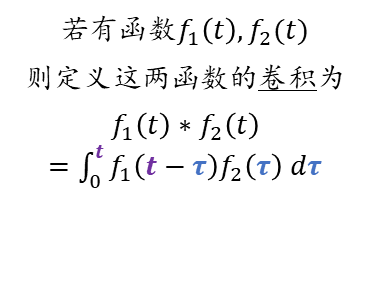 若有函数f₁(t),f₂(t)
则定义这两函数的卷积为
f₁(t) ∗ f₂(t)
= ∫₀ᵗ f₁(t − τ)f₂(τ) dτ